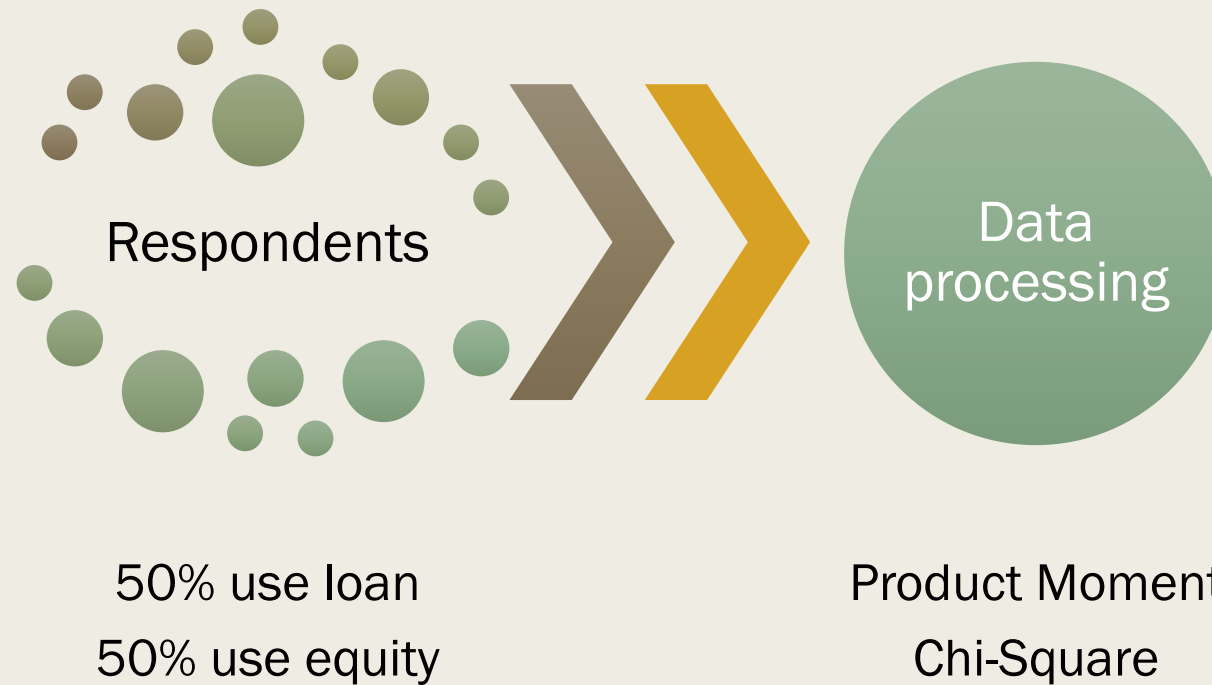 Respondents
Data
processing
50% use loan
50% use equity
Product Moment
Chi-Square